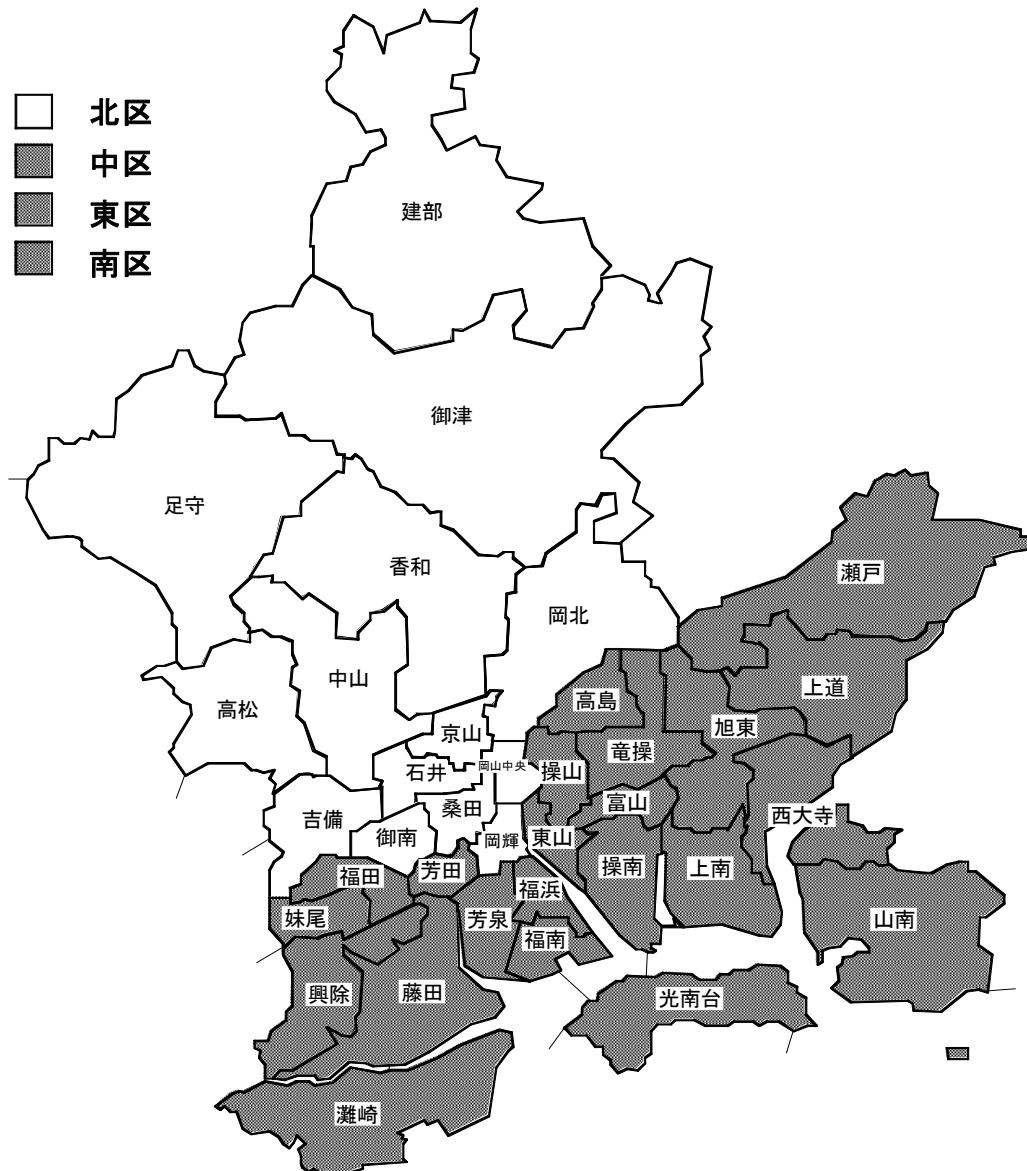 北区
中区
東区
南区
建部
御津
足守
香和
瀬戸
岡北
中山
上道
高松
高島
旭東
京山
竜操
石井
岡山中央
操山
富山
桑田
西大寺
吉備
御南
岡輝
東山
操南
上南
福田
芳田
福浜
妹尾
芳泉
福南
山南
興除
藤田
光南台
灘崎